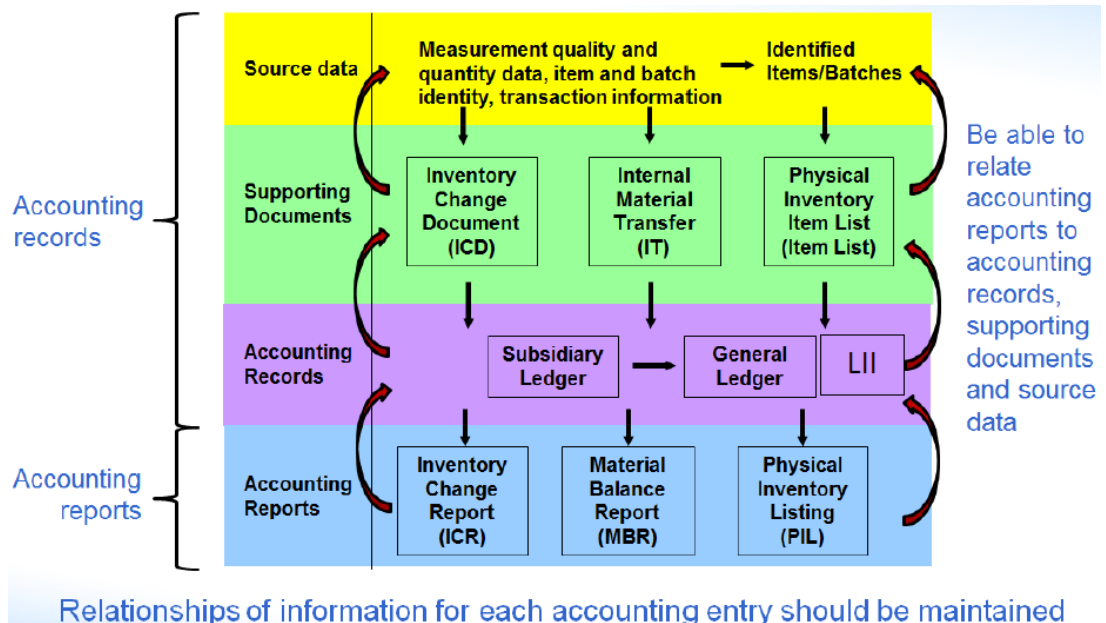 Source data
Measurement quality and
quantity data, item and batch
identity, transaction information
Identified
Items/Batches
Supporting
Documents
Inventory
Change
Document
(ICD)
Internal
Material
Transfer
(IT)
Physical
Inventory
Item List
(Item List)
Accounting
Records
Subsidiary
Ledger
General
Ledger
LII
Accounting
Reports
Inventory
Change
Report
(ICR)
Material
Balance
Report
(MBR)
Physical
Inventory
Listing
(PIL)
Accounting
records
Accounting
reports
Be able to
relate
accounting
reports to
accounting
records,
supporting
documents
and source
data
Relationships of information for each accounting entry should be maintained